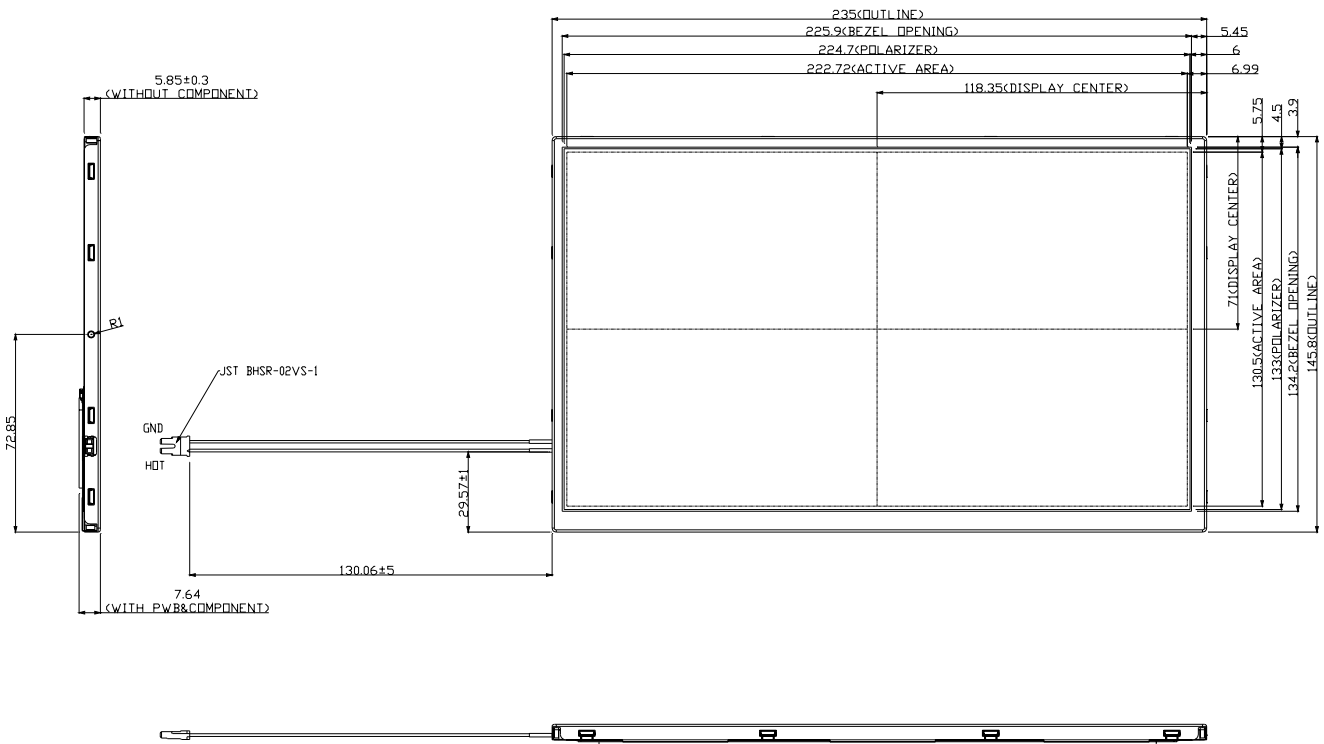 235(OUTLINE)
225.9(BEZEL OPENING)
5.45
224.7(POLARIZER)
6
222.72(ACTIVE AREA)
6.99
118.35(DISPLAY CENTER)
5.85±0.3
(WITHOUT COMPONENT)
5.75
4.5
3.9
71(DISPLAY CENTER)
130.5(ACTIVE AREA)
133(POLARIZER)
134.2(BEZEL OPENING)
145.8(OUTLINE)
R1
JST BHSR-02VS-1
72.85
GND
HOT
29.57±1
130.06±5
7.64
(WITH PWB&COMPONENT)